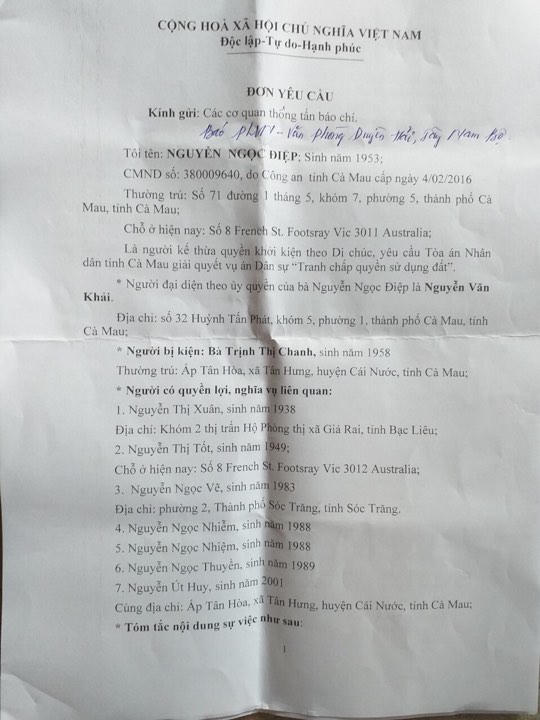 CỘNG HOÀ XÃ HỘI CHỦ NGHĨA VIỆT NAM
Độc lập-Tự do-Hạnh phúc
ĐƠN YÊU CẦU
Kính gửi: Các cơ quan thông tấn báo chí.
Báo PLVN - Văn phòng Duyên Hải, Tây Nam Bộ.
Tôi tên: NGUYỄN NGỌC ĐIỆP; Sinh năm 1953;
CMND số: 380009640, do Công an tỉnh Cà Mau cấp ngày 4/02/2016
Thường trú: Số 71 đường 1 tháng 5, khóm 7, phường 5, thành phố Cà
Mau, tỉnh Cà Mau;
Chỗ ở hiện nay: Số 8 French St. Footsray Vic 3011 Australia;
Là người kế thừa quyền khởi kiện theo Di chúc, yêu cầu Tòa án Nhân
dân tỉnh Cà Mau giải quyết vụ án Dân sự “Tranh chấp quyền sử dụng đất”.
* Người đại diện theo ủy quyền của bà Nguyễn Ngọc Điệp là Nguyễn Văn
Khải.
Địa chỉ: số 32 Huỳnh Tấn Phát, khóm 5, phường 1, thành phố Cà Mau, tỉnh
Cà Mau;
* Người bị kiện: Bà Trịnh Thị Chanh, sinh năm 1958
Thường trú: Ấp Tân Hòa, xã Tân Hưng, huyện Cái Nước, tỉnh Cà Mau;
* Người có quyền lợi, nghĩa vụ liên quan:
1. Nguyễn Thị Xuân, sinh năm 1938
Địa chỉ: Khóm 2 thị trấn Hộ Phòng thị xã Giá Rai, tỉnh Bạc Liêu;
2. Nguyễn Thị Tốt, sinh năm 1949;
Chỗ ở hiện nay: Số 8 French St. Footsray Vic 3012 Australia;
3. Nguyễn Ngọc Vẽ, sinh năm 1983
Địa chỉ: phường 2, Thành phố Sóc Trăng, tỉnh Sóc Trăng.
4. Nguyễn Ngọc Nhiễm, sinh năm 1988
5. Nguyễn Ngọc Nhiệm, sinh năm 1988
6. Nguyễn Ngọc Thuyền, sinh năm 1989
7. Nguyễn Út Huy, sinh năm 2001
Cùng địa chỉ: Ấp Tân Hòa, xã Tân Hưng, huyện Cái Nước, tỉnh Cà Mau;
* Tóm tắc nội dung sự việc như sau:
1